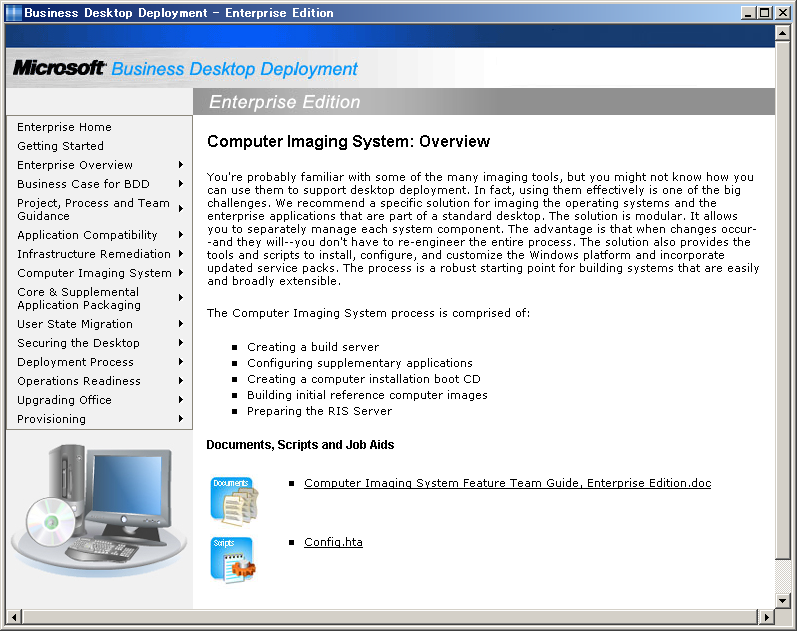 Business Desktop Deployment - Enterprise Edition
Microsoft Business Desktop Deployment
Enterprise Edition
Enterprise Home
Getting Started
Enterprise Overview
Business Case for BDD
Project, Process and Team
Guidance
Application Compatibility
Infrastructure Remediation
Computer Imaging System
Core & Supplemental
Application Packaging
User State Migration
Securing the Desktop
Deployment Process
Operations Readiness
Upgrading Office
Provisioning
Computer Imaging System: Overview
You're probably familiar with some of the many imaging tools, but you might not know how you
can use them to support desktop deployment. In fact, using them effectively is one of the big
challenges. We recommend a specific solution for imaging the operating systems and the
enterprise applications that are part of a standard desktop. The solution is modular. It allows
you to separately manage each system component. The advantage is that when changes occur-
-and they will--you don't have to re-engineer the entire process. The solution also provides the
tools and scripts to install, configure, and customize the Windows platform and incorporate
updated service packs. The process is a robust starting point for building systems that are easily
and broadly extensible.
The Computer Imaging System process is comprised of:
Creating a build server
Configuring supplementary applications
Creating a computer installation boot CD
Building initial reference computer images
Preparing the RIS Server
Documents, Scripts and Job Aids
Documents
Computer Imaging System Feature Team Guide, Enterprise Edition.doc
Scripts
Config.hta